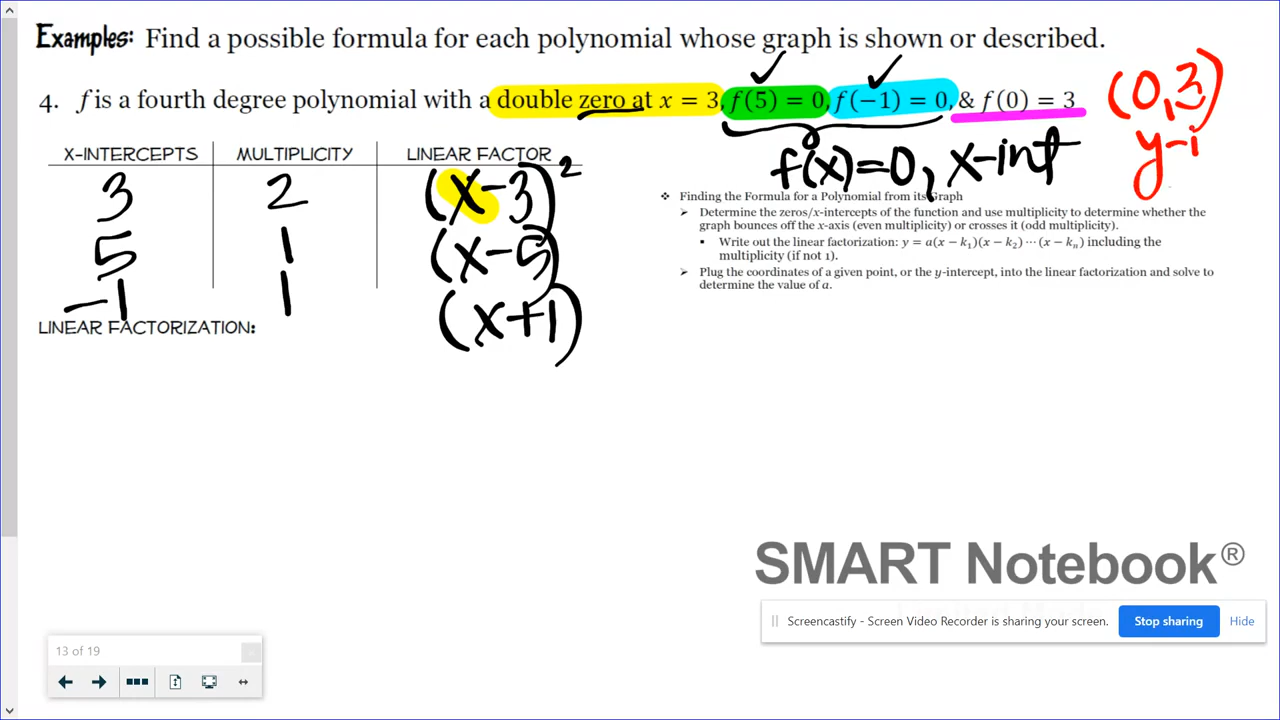 Examples: Find a possible formula for each polynomial whose graph is shown or described.
4. f is a fourth degree polynomial with a double zero at x = 3, f(5) = 0, f(−1) = 0, & f(0) = 3
(0,3)
y-i
f(x)=0, x-int
X-INTERCEPTS MULTIPLICITY LINEAR FACTOR
3 2 (x-3)²
5 1 (x-5)
-1 1 (x+1)
LINEAR FACTORIZATION:
❖ Finding the Formula for a Polynomial from its Graph
➢ Determine the zeros/x-intercepts of the function and use multiplicity to determine whether the
graph bounces off the x-axis (even multiplicity) or crosses it (odd multiplicity).
▪ Write out the linear factorization: y = a(x − k₁)(x − k₂) ⋯ (x − kₙ) including the
multiplicity (if not 1).
➢ Plug the coordinates of a given point, or the y-intercept, into the linear factorization and solve to
determine the value of a.
SMART Notebook®
Screencastify - Screen Video Recorder is sharing your screen. Stop sharing Hide
13 of 19